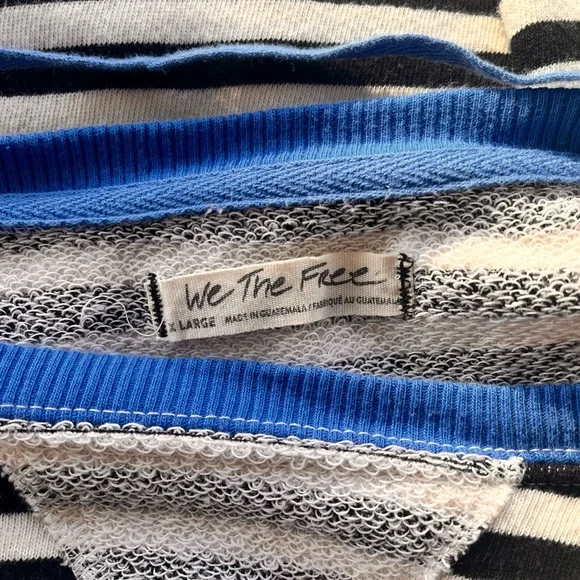 We The Free
X LARGE MADE IN GUATEMALA / FABRIQUÉ AU GUATEMALA